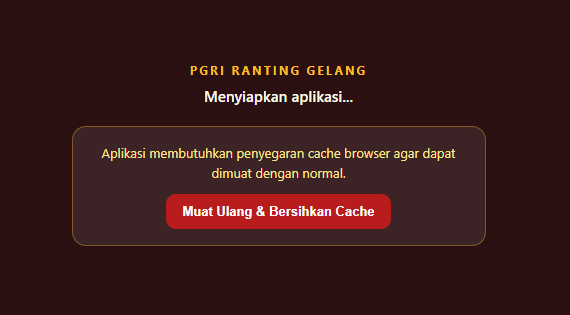 PGRI RANTING GELANG
Menyiapkan aplikasi...
Aplikasi membutuhkan penyegaran cache browser agar dapat
dimuat dengan normal.
Muat Ulang & Bersihkan Cache